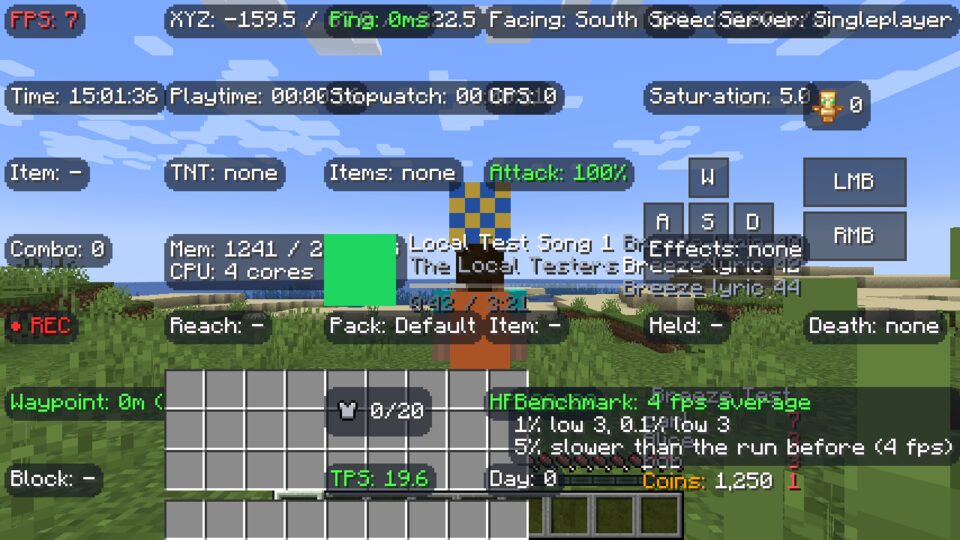 FPS: 7
XYZ: -159.5 /
Ping: 0ms
22.5
Facing: South
Speed
Server: Singleplayer
Time: 15:01:36
Playtime: 00:00
Stopwatch: 00
CPS:
0
Saturation: 5.0
0
Item: -
TNT: none
Items: none
Attack: 100%
W
LMB
A S D
RMB
Combo: 0
Mem: 1241 / 2
CPU: 4 cores
Local Test Song 1
The Local Testers
0:42 / 3:21
Effects: none
Breeze lyric 42
Breeze lyric 44
REC
Reach: -
Pack: Default
Item: -
Held: -
Death: none
Waypoint: 0m (
0/20
Breeze Test
Benchmark: 4 fps average
1% low 3, 0.1% low 3
5% slower than the run before (4 fps)
Block: -
TPS: 19.6
Day: 0
Coins: 1,250
1